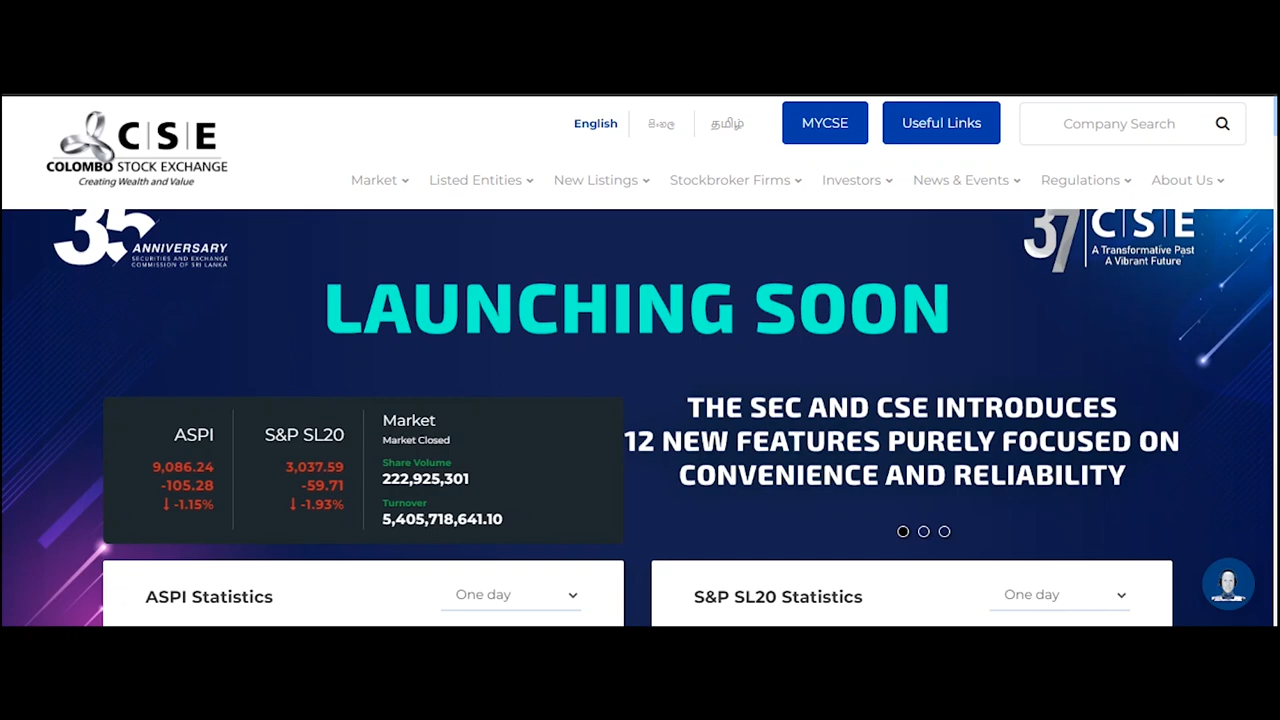 C|S|E
COLOMBO STOCK EXCHANGE
Creating Wealth and Value
English
සිංහල
தமிழ்
MYCSE
Useful Links
Company Search
Market
Listed Entities
New Listings
Stockbroker Firms
Investors
News & Events
Regulations
About Us
35
ANNIVERSARY
SECURITIES AND EXCHANGE
COMMISSION OF SRI LANKA
37 C|S|E
A Transformative Past
A Vibrant Future
LAUNCHING SOON
ASPI
9,086.24
-105.28
↓ -1.15%
S&P SL20
3,037.59
-59.71
↓ -1.93%
Market
Market Closed
Share Volume
222,925,301
Turnover
5,405,718,641.10
THE SEC AND CSE INTRODUCES
12 NEW FEATURES PURELY FOCUSED ON
CONVENIENCE AND RELIABILITY
ASPI Statistics
One day
S&P SL20 Statistics
One day